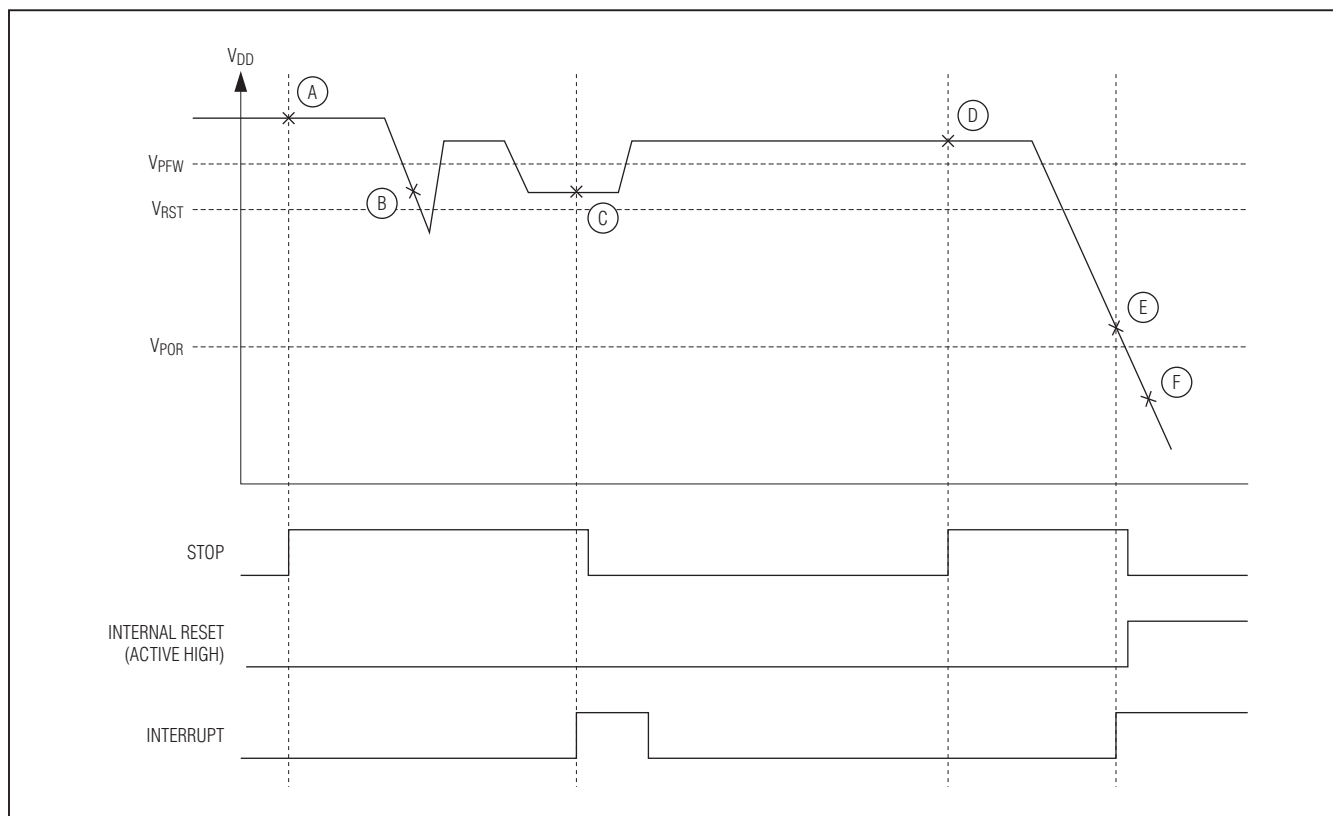 VDD
A
D
VPFW
B
VRST
C
E
VPOR
F
STOP
INTERNAL RESET
(ACTIVE HIGH)
INTERRUPT